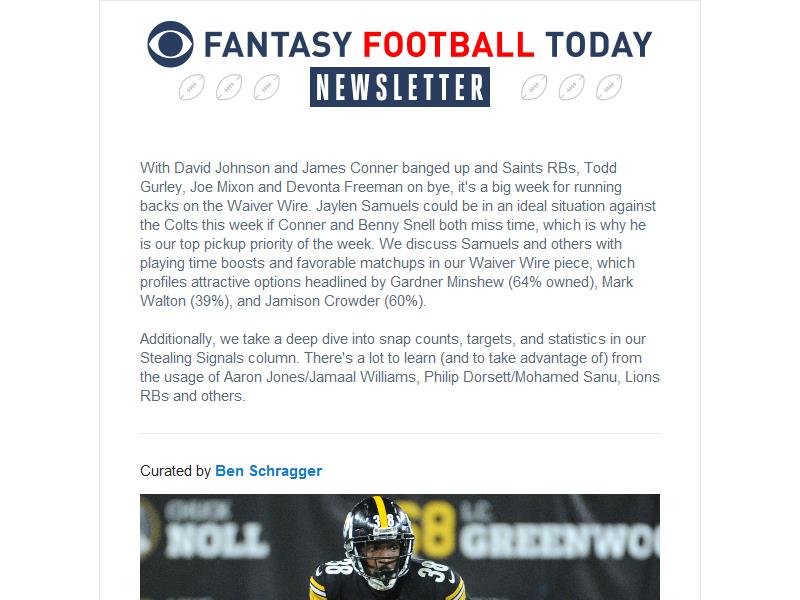 FANTASY FOOTBALL TODAY
NEWSLETTER
With David Johnson and James Conner banged up and Saints RBs, Todd
Gurley, Joe Mixon and Devonta Freeman on bye, it's a big week for running
backs on the Waiver Wire. Jaylen Samuels could be in an ideal situation against
the Colts this week if Conner and Benny Snell both miss time, which is why he
is our top pickup priority of the week. We discuss Samuels and others with
playing time boosts and favorable matchups in our Waiver Wire piece, which
profiles attractive options headlined by Gardner Minshew (64% owned), Mark
Walton (39%), and Jamison Crowder (60%).
Additionally, we take a deep dive into snap counts, targets, and statistics in our
Stealing Signals column. There's a lot to learn (and to take advantage of) from
the usage of Aaron Jones/Jamaal Williams, Philip Dorsett/Mohamed Sanu, Lions
RBs and others.
Curated by Ben Schragger
CHUCK
NOLL
68 L.C.
GREENWOO
38
38 38